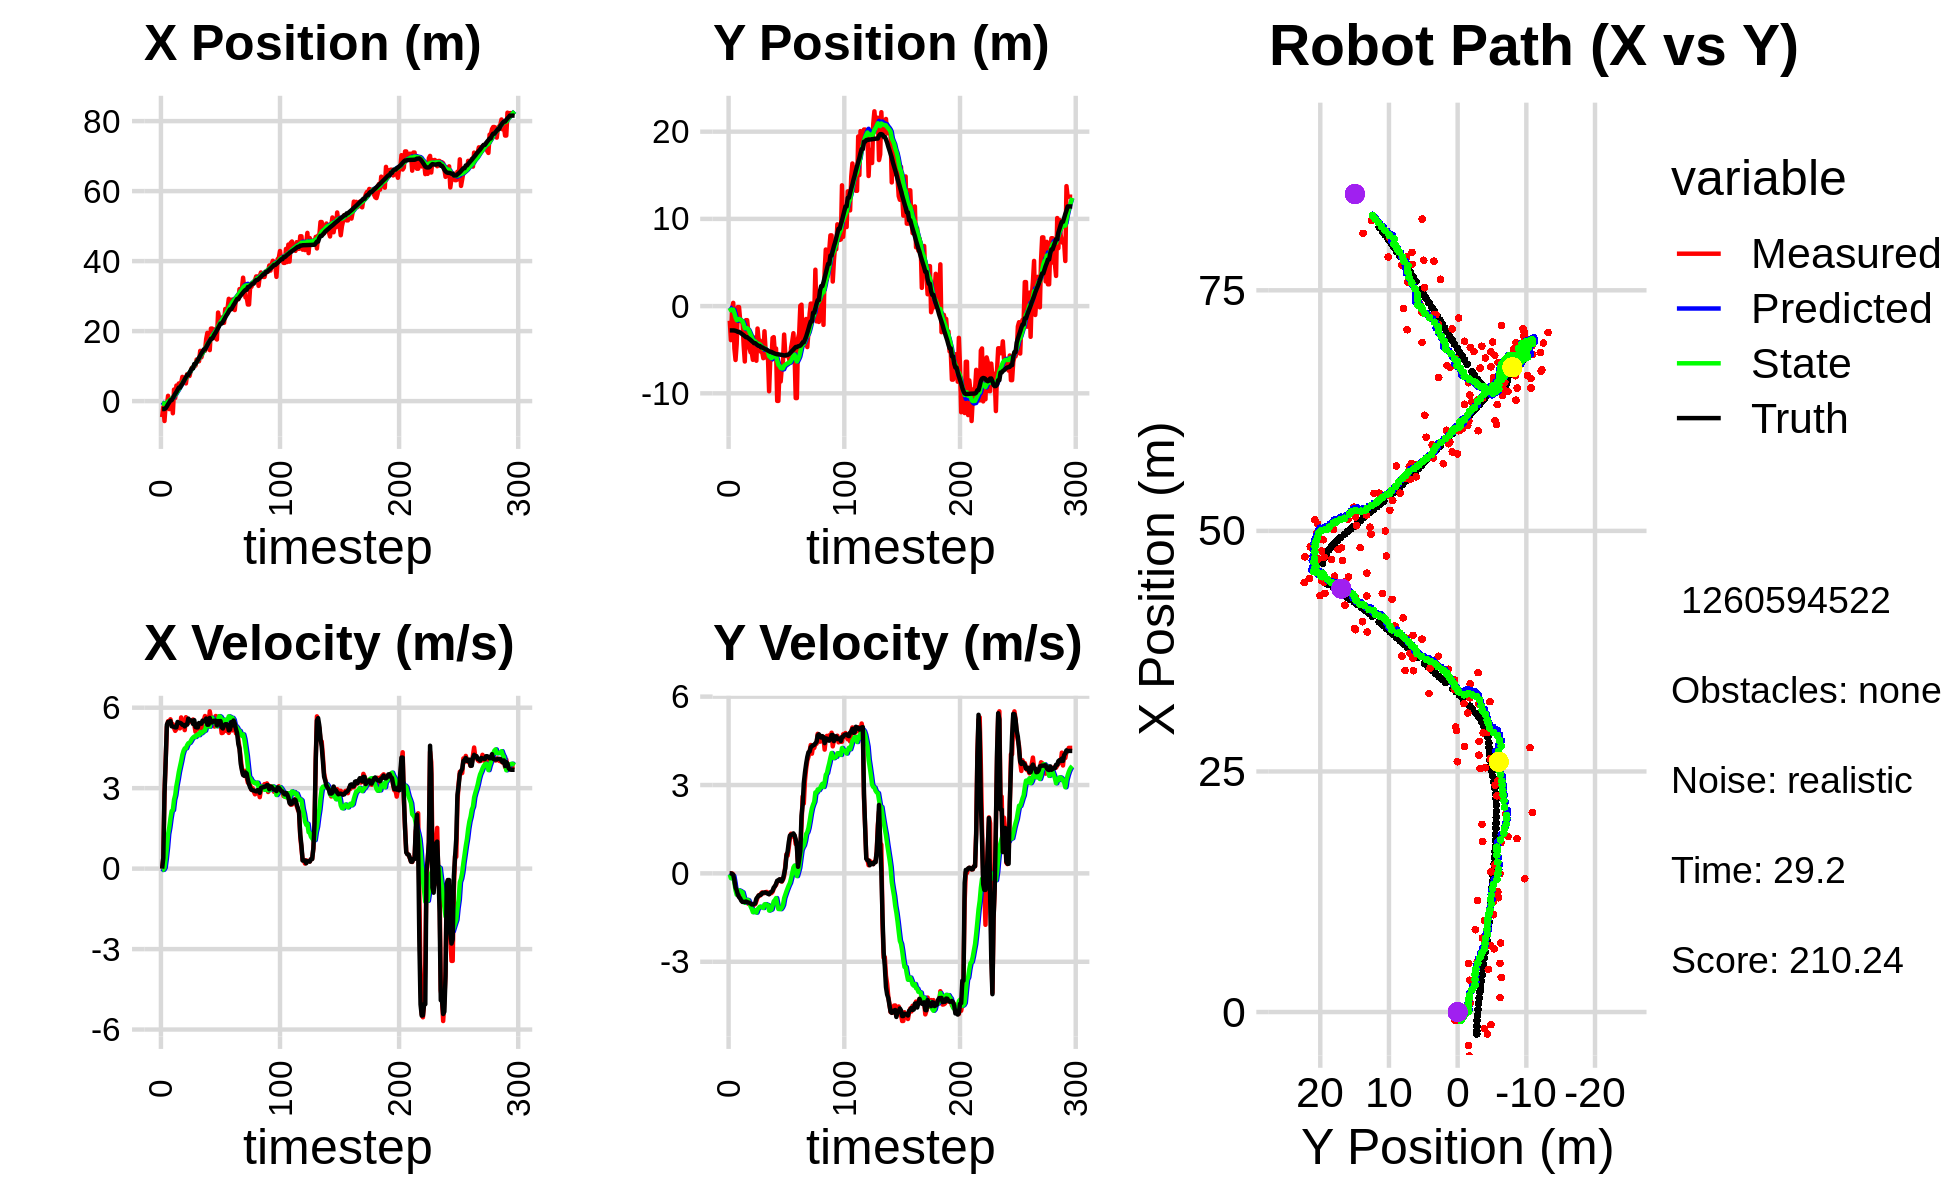 X Position (m)
80
60
40
20
0
0
100
200
300
timestep
Y Position (m)
20
10
0
-10
0
100
200
300
timestep
X Velocity (m/s)
6
3
0
-3
-6
0
100
200
300
timestep
Y Velocity (m/s)
6
3
0
-3
0
100
200
300
timestep
Robot Path (X vs Y)
X Position (m)
75
50
25
0
20 10 0 -10 -20
Y Position (m)
variable
Measured
Predicted
State
Truth
1260594522
Obstacles: none
Noise: realistic
Time: 29.2
Score: 210.24